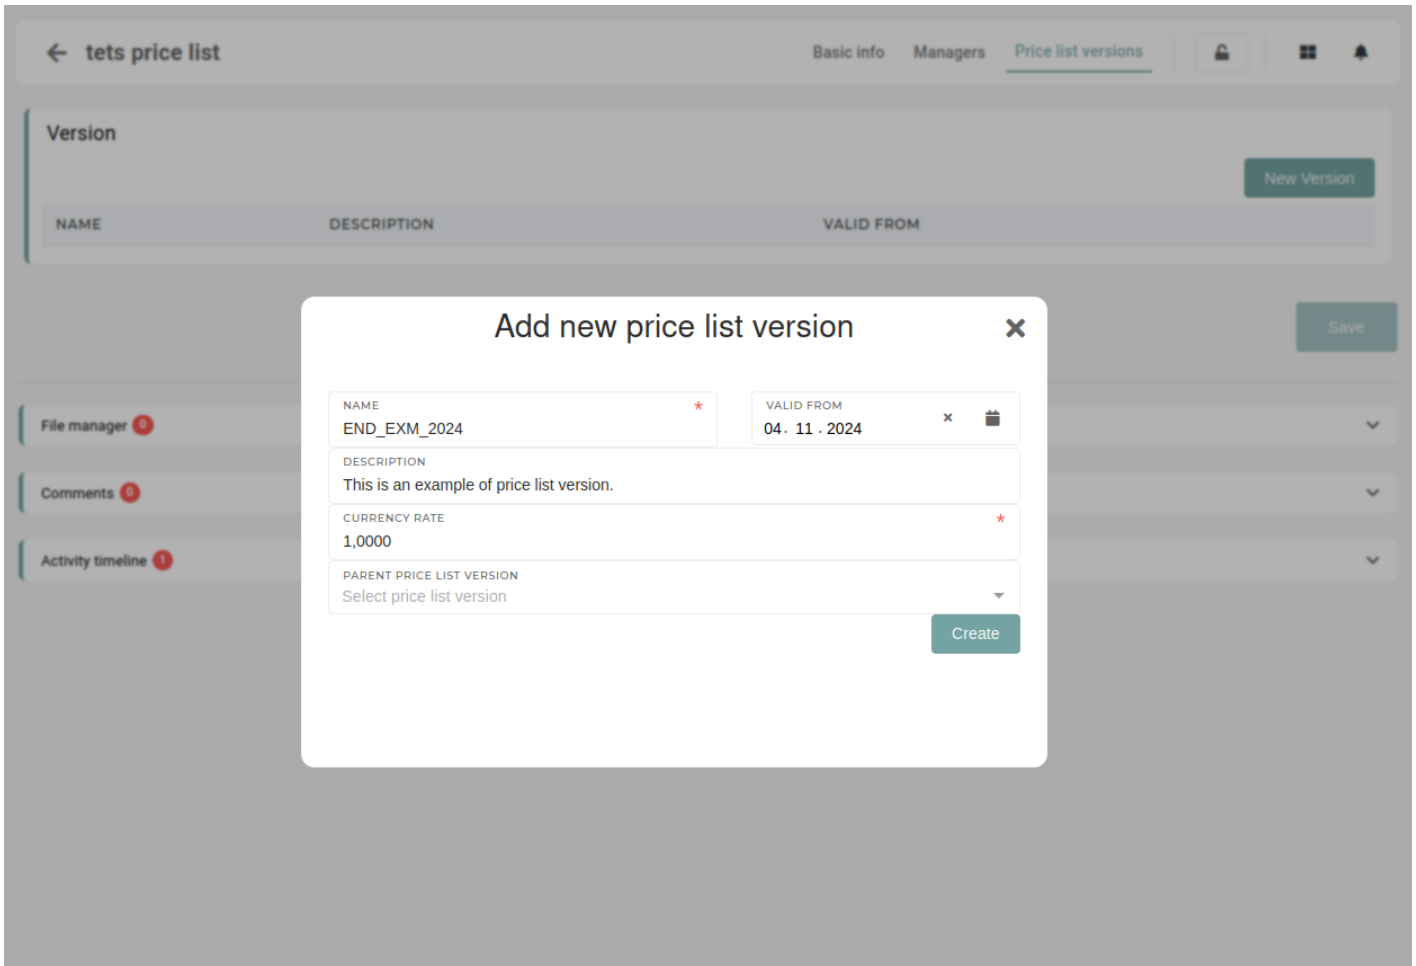 tets price list
Basic info Managers Price list versions
Version
New Version
NAME DESCRIPTION VALID FROM
Add new price list version
Save
NAME *
END_EXM_2024
VALID FROM
04. 11. 2024
DESCRIPTION
This is an example of price list version.
CURRENCY RATE *
1,0000
PARENT PRICE LIST VERSION
Select price list version
Create
File manager 0
Comments 0
Activity timeline 1